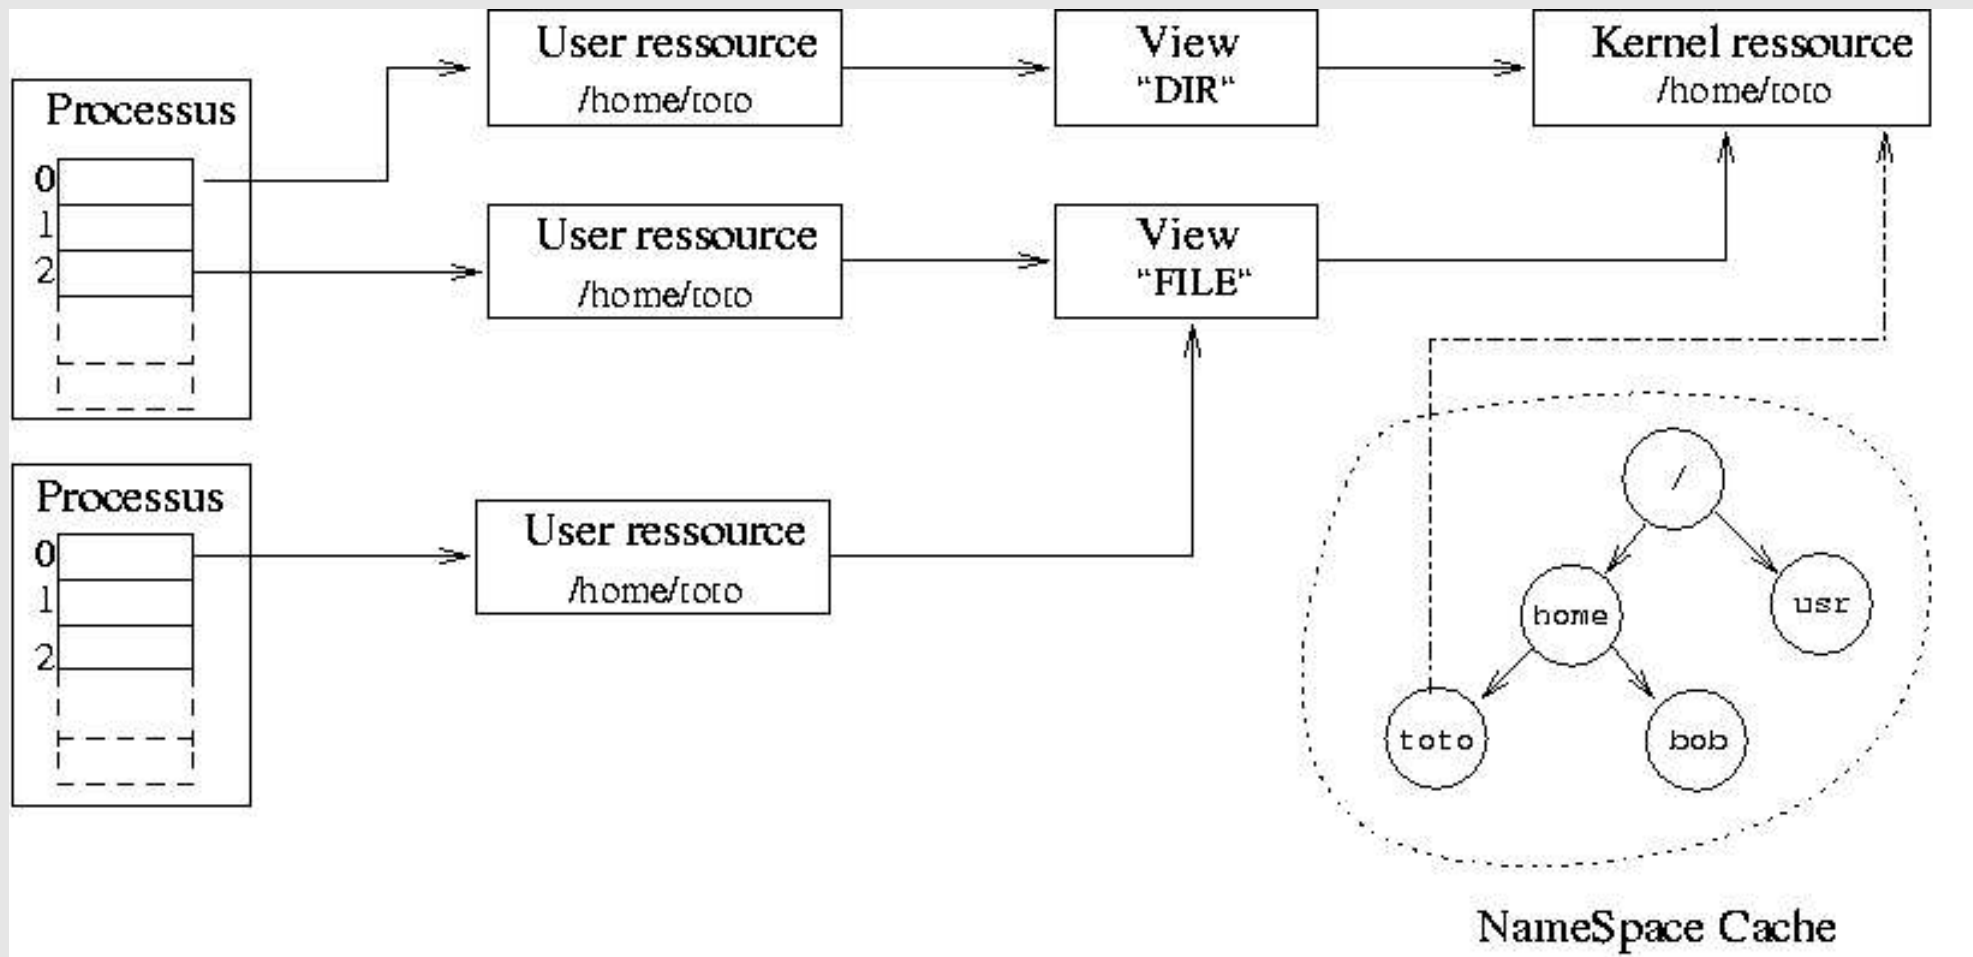 User ressource
/home/toto
View
“DIR“
Kernel ressource
/home/toto
Processus
0
1
2
User ressource
/home/toto
View
“FILE“
Processus
0
1
2
User ressource
/home/toto
/
home
usr
toto
bob
NameSpace Cache